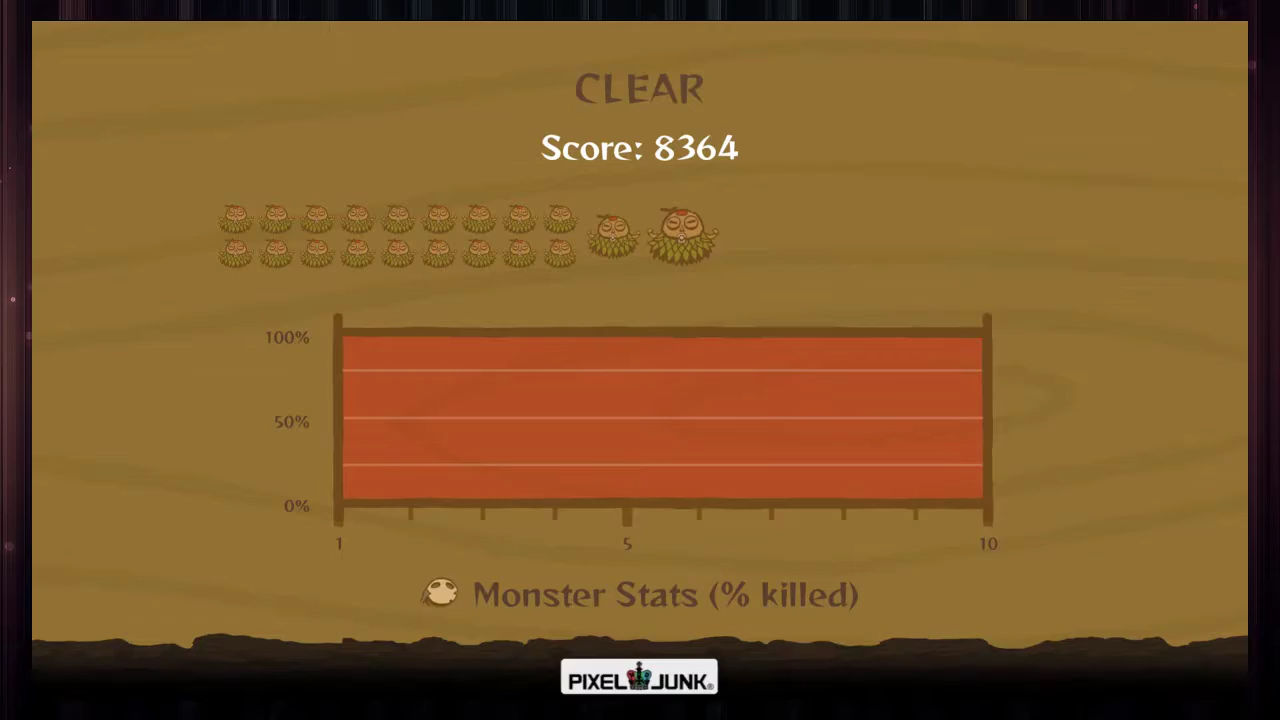 CLEAR
Score: 8364
100%
50%
0%
1 5 10
Monster Stats (% killed)
PIXEL JUNK®